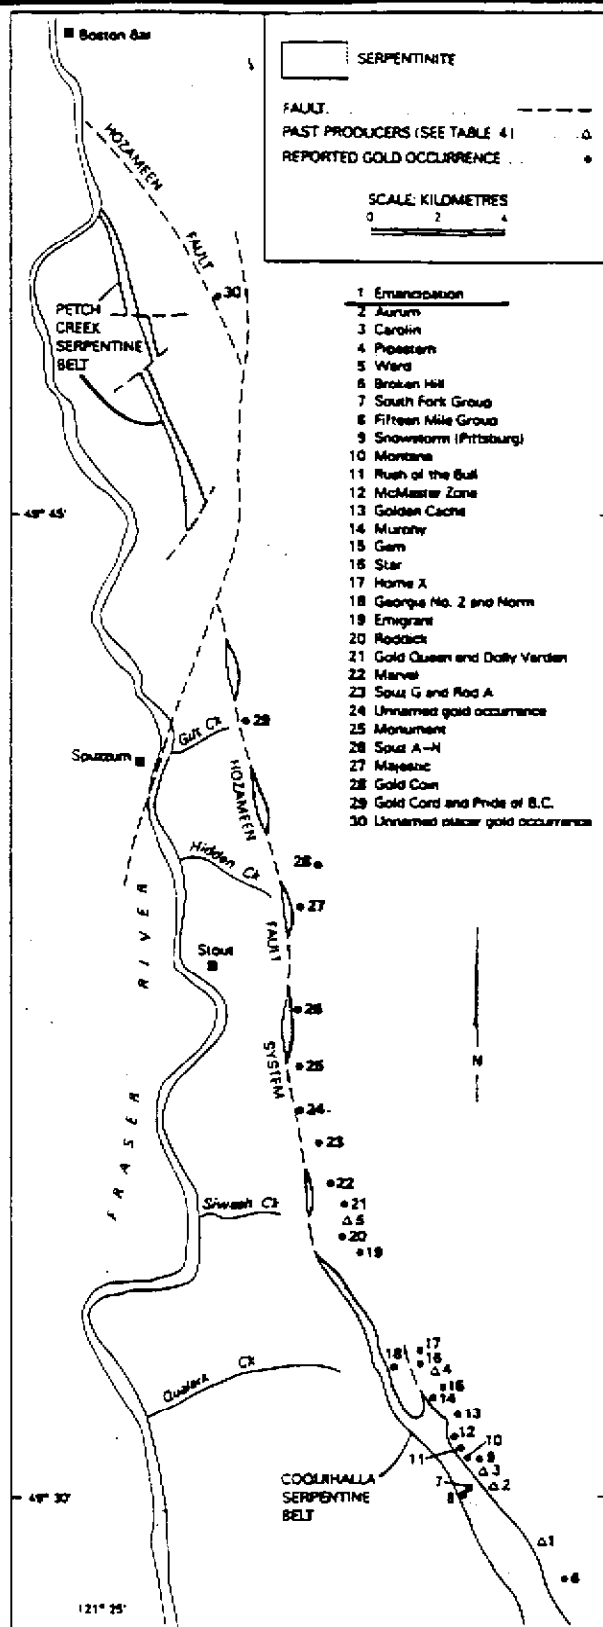 Boston Bar
SERPENTINITE
FAULT
PAST PRODUCERS (SEE TABLE 4)
REPORTED GOLD OCCURRENCE
SCALE: KILOMETRES
0 2 4
HOZAMEEN
FAULT
30
PETCH
CREEK
SERPENTINE
BELT
1 Emancipation
2 Aurum
3 Carolin
4 Pipestem
5 Ward
6 Broken Hill
7 South Fork Group
8 Fifteen Mile Group
9 Snowstorm (Pittsburg)
10 Montana
11 Rush of the Bull
12 McMaster Zone
13 Golden Cache
14 Murphy
15 Gem
16 Star
17 Home X
18 Georgia No. 2 and Norm
19 Emigrant
20 Roddick
21 Gold Queen and Dolly Varden
22 Marvel
23 Spuz G and Rod A
24 Unnamed gold occurrence
25 Monument
26 Spuz A-N
27 Majestic
28 Gold Coin
29 Gold Cord and Pride of B.C.
30 Unnamed placer gold occurrence
49° 45'
Gilt Ck
29
Spuzzum
HOZAMEEN
Hidden Ck
28
27
FAULT
Stout
26
SYSTEM
25
24
23
22
Siwash Ck
21
5
20
19
FRASER RIVER
N
17
18
16
4
15
14
13
12
10
11
9
3
7
2
8
Qualark Ck
COQUIHALLA
SERPENTINE
BELT
49° 30'
1
6
121° 25'